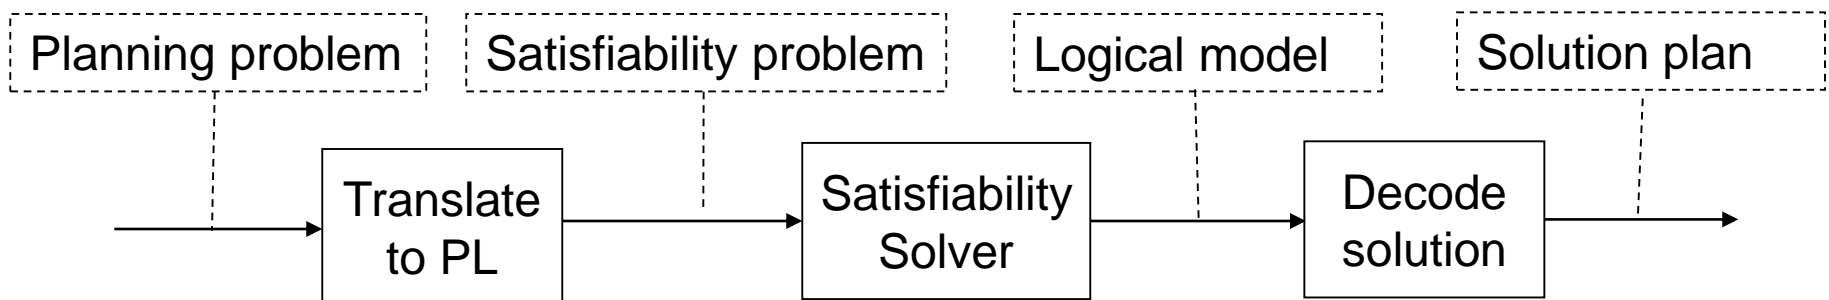 Planning problem
Satisfiability problem
Logical model
Solution plan
Translate
to PL
Satisfiability
Solver
Decode
solution